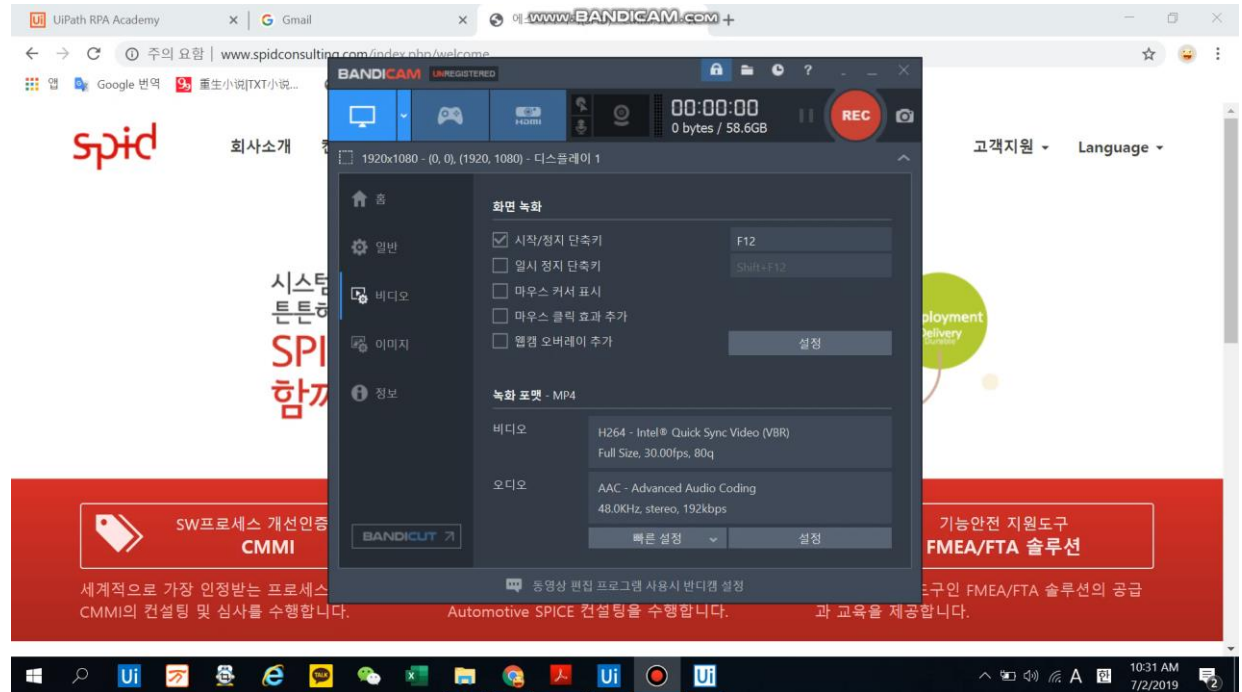 UiPath RPA Academy
Gmail
에스
WWW.BANDICAM.COM
주의 요함 | www.spidconsulting.com/index.php/welcome
앱
Google 번역
重生小说|TXT小说...
BANDICAM UNREGISTERED
HDMI
00:00:00
0 bytes / 58.6GB
REC
1920x1080 - (0, 0), (1920, 1080) - 디스플레이 1
spid
회사소개
고객지원
Language
홈
일반
비디오
이미지
정보
BANDICUT
화면 녹화
시작/정지 단축키
F12
일시 정지 단축키
Shift+F12
마우스 커서 표시
마우스 클릭 효과 추가
웹캠 오버레이 추가
설정
녹화 포맷 - MP4
비디오
H264 - Intel® Quick Sync Video (VBR)
Full Size, 30.00fps, 80q
오디오
AAC - Advanced Audio Coding
48.0KHz, stereo, 192kbps
빠른 설정
설정
동영상 편집 프로그램 사용시 반디캠 설정
시스템
튼튼
SPI
함께
ployment
Delivery
SW프로세스 개선인증
CMMI
세계적으로 가장 인정받는 프로세스
CMMI의 컨설팅 및 심사를 수행합니다.
Automotive SPICE 컨설팅을 수행합니다.
기능안전 지원도구
FMEA/FTA 솔루션
구인 FMEA/FTA 솔루션의 공급
과 교육을 제공합니다.
Ui
TALK
Ui
Ui
A
한
10:31 AM
7/2/2019
2